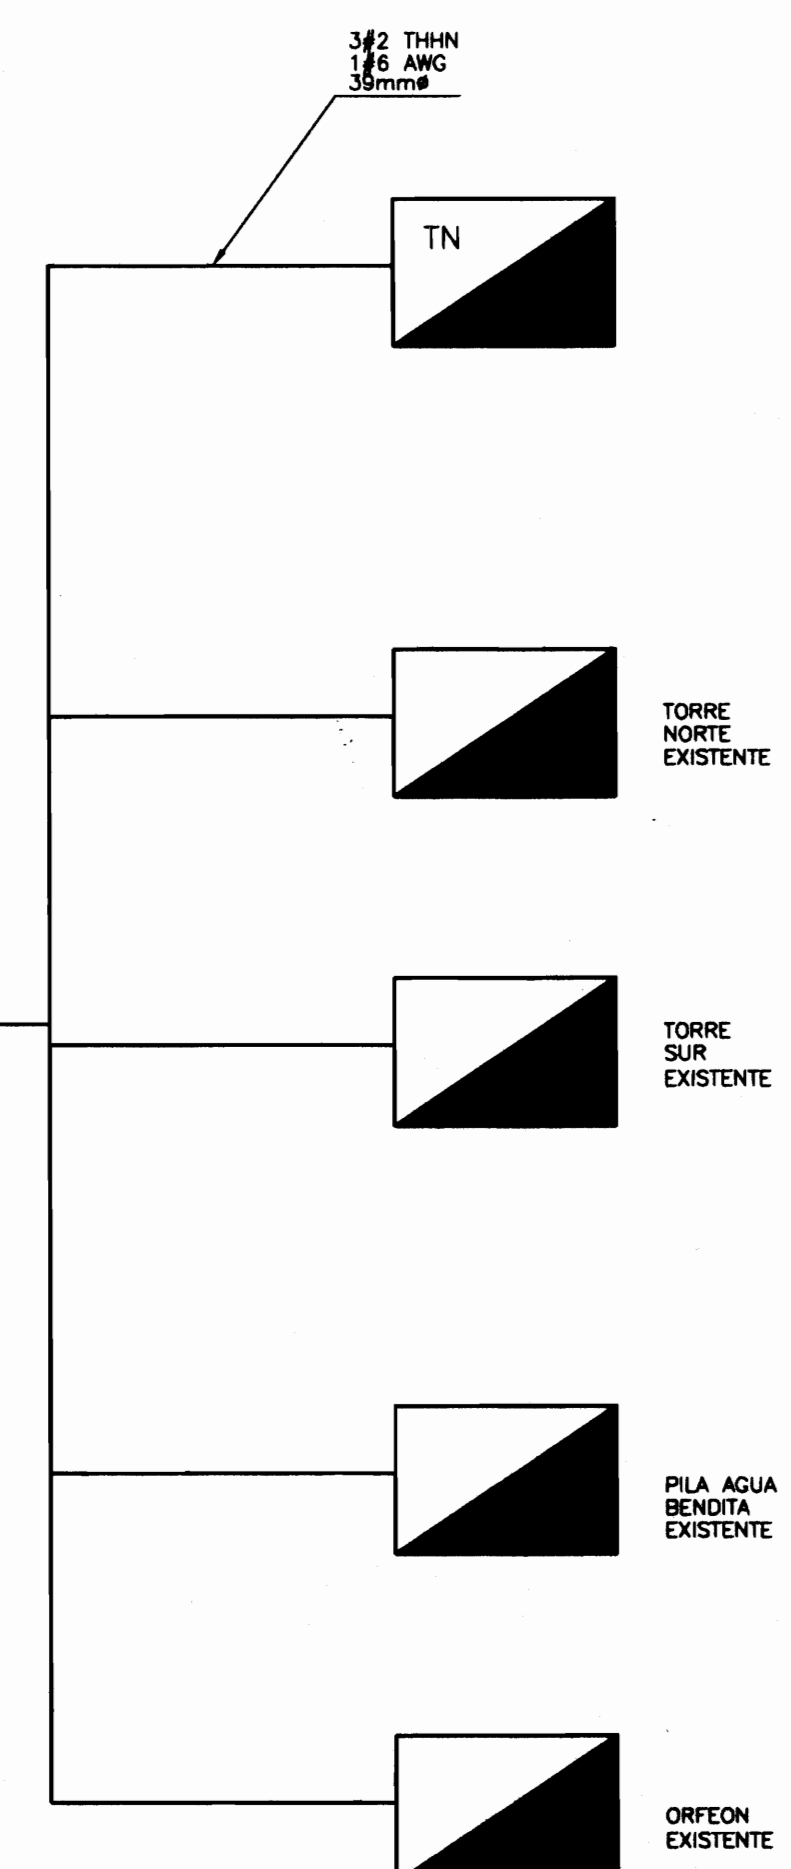 3#2 THHN
1#6 AWG
39mmø
TN
TORRE
NORTE
EXISTENTE
TORRE
SUR
EXISTENTE
PILA AGUA
BENDITA
EXISTENTE
ORFEON
EXISTENTE